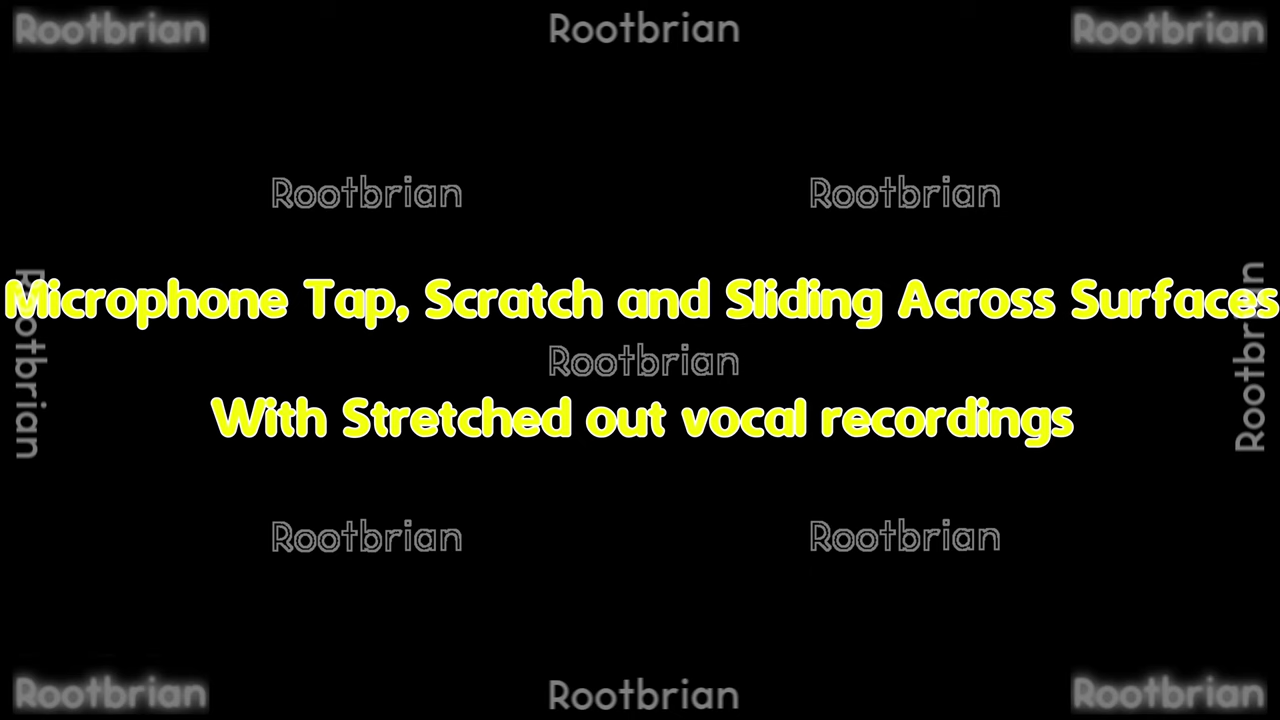 Rootbrian Rootbrian Rootbrian
Rootbrian Rootbrian
Rootbrian
Microphone Tap, Scratch and Sliding Across Surfaces
Rootbrian
Rootbrian
With Stretched out vocal recordings
Rootbrian Rootbrian
Rootbrian Rootbrian Rootbrian